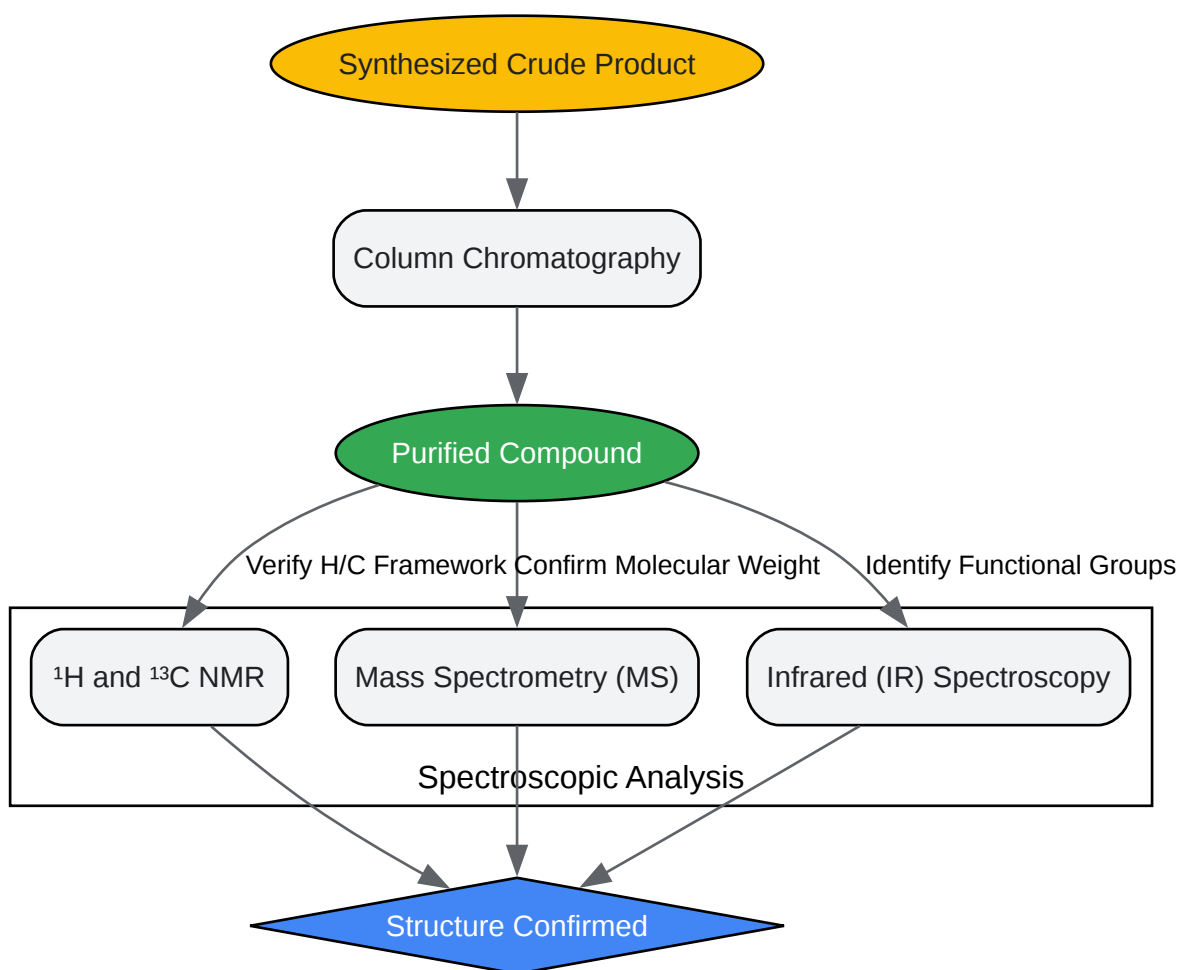 Synthesized Crude Product
Column Chromatography
Purified Compound
Verify H/C Framework
Confirm Molecular Weight
Identify Functional Groups
¹H and ¹³C NMR
Mass Spectrometry (MS)
Infrared (IR) Spectroscopy
Spectroscopic Analysis
Structure Confirmed